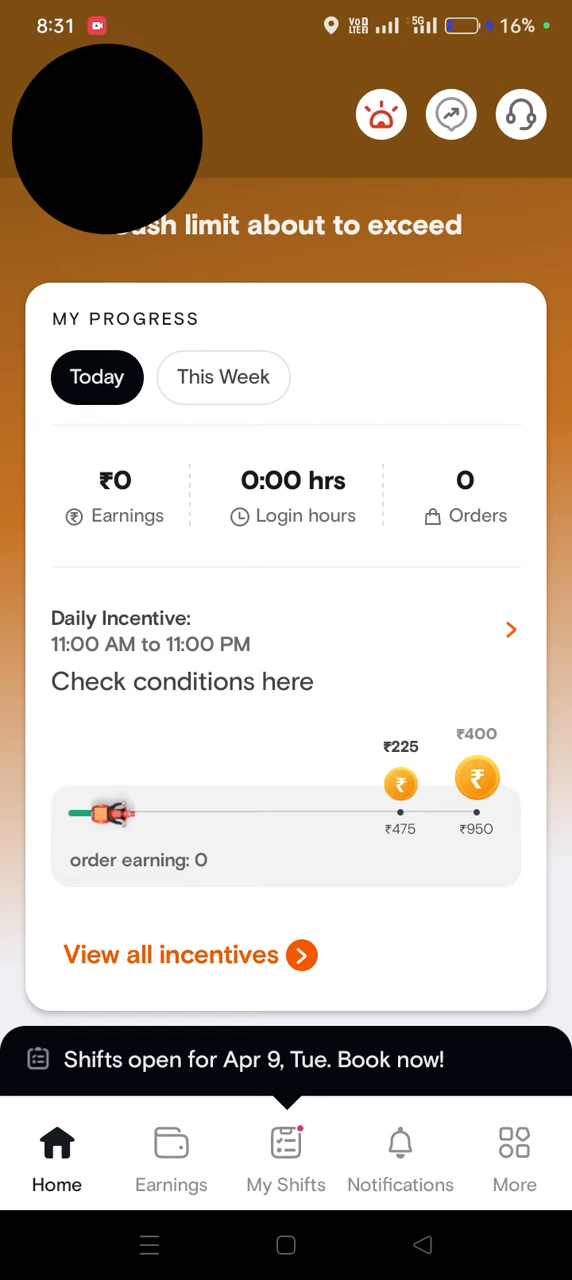 8:31
5G
16%
limit about to exceed
MY PROGRESS
Today
This Week
₹0
Earnings
0:00 hrs
Login hours
0
Orders
Daily Incentive:
11:00 AM to 11:00 PM
Check conditions here
₹225
₹400
₹475
₹950
order earning: 0
View all incentives
Shifts open for Apr 9, Tue. Book now!
Home
Earnings
My Shifts
Notifications
More